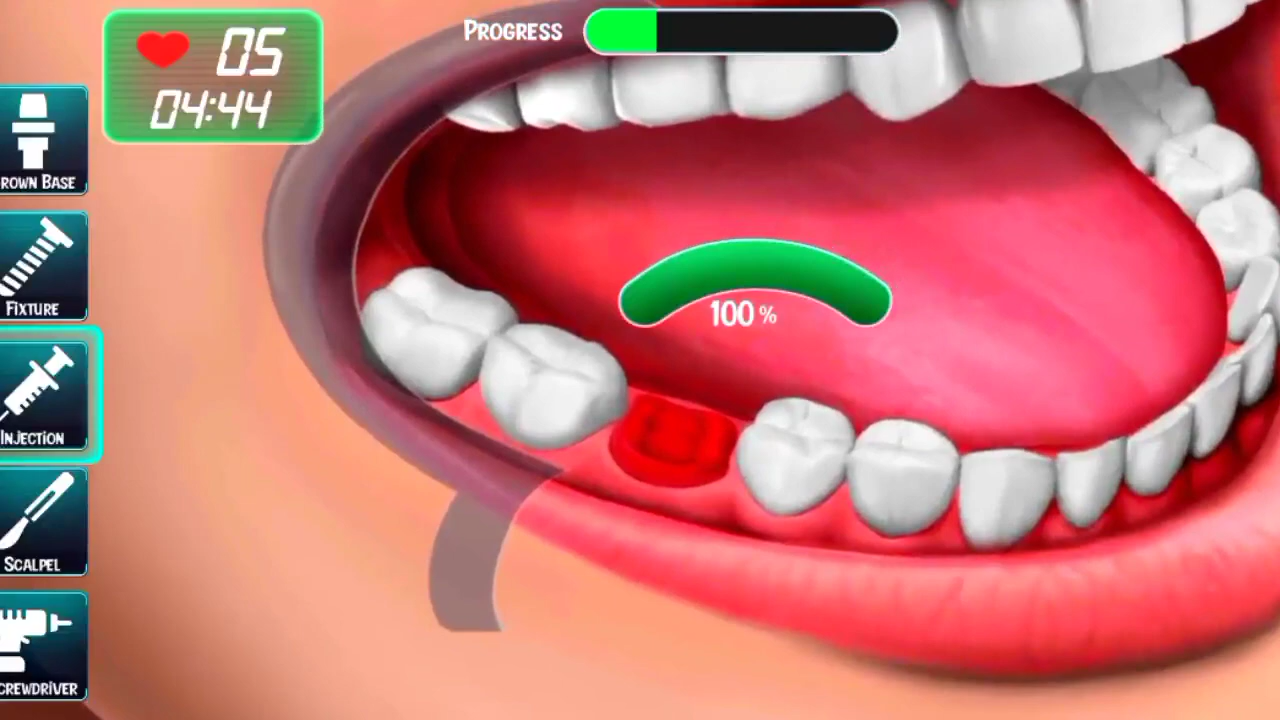 PROGRESS
05
04:44
ROWN BASE
FIXTURE
INJECTION
SCALPEL
CREWDRIVER
100 %